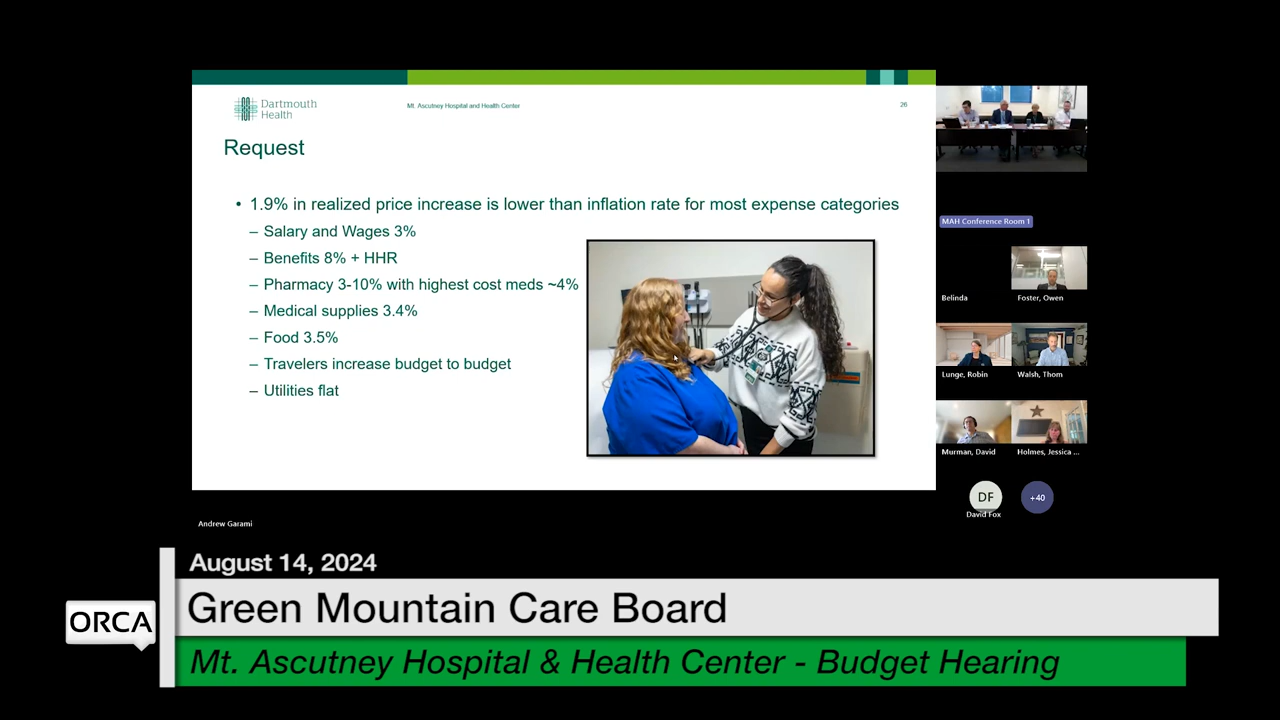 Dartmouth
Health
Mt. Ascutney Hospital and Health Center
26
Request
• 1.9% in realized price increase is lower than inflation rate for most expense categories
– Salary and Wages 3%
– Benefits 8% + HHR
– Pharmacy 3-10% with highest cost meds ~4%
– Medical supplies 3.4%
– Food 3.5%
– Travelers increase budget to budget
– Utilities flat
MAH Conference Room 1
Belinda
Foster, Owen
Lunge, Robin
Walsh, Thom
Murman, David
Holmes, Jessica ...
DF
+40
David Fox
Andrew Garami
August 14, 2024
ORCA
Green Mountain Care Board
Mt. Ascutney Hospital & Health Center - Budget Hearing